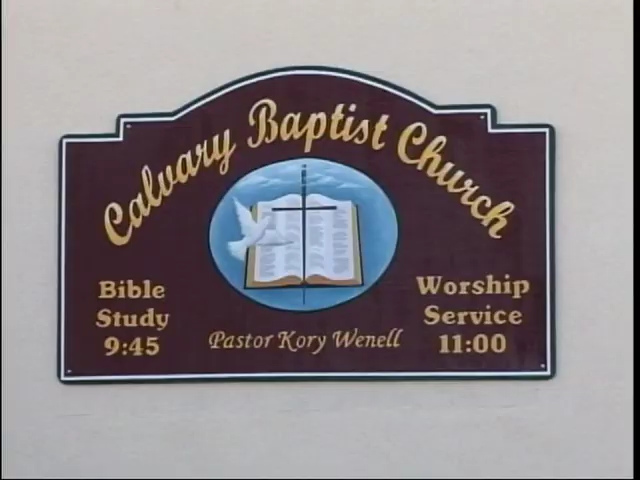 Calvary Baptist Church
Bible
Study
9:45
Pastor Kory Wenell
Worship
Service
11:00